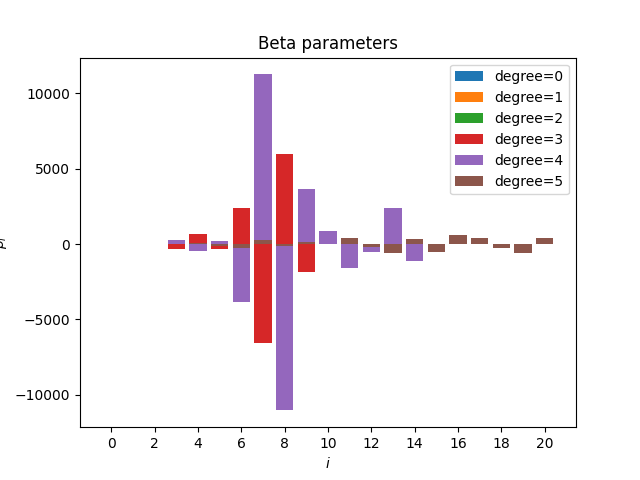 Beta parameters
degree=0
degree=1
degree=2
degree=3
degree=4
degree=5
10000
5000
0
−5000
−10000
0 2 4 6 8 10 12 14 16 18 20
i